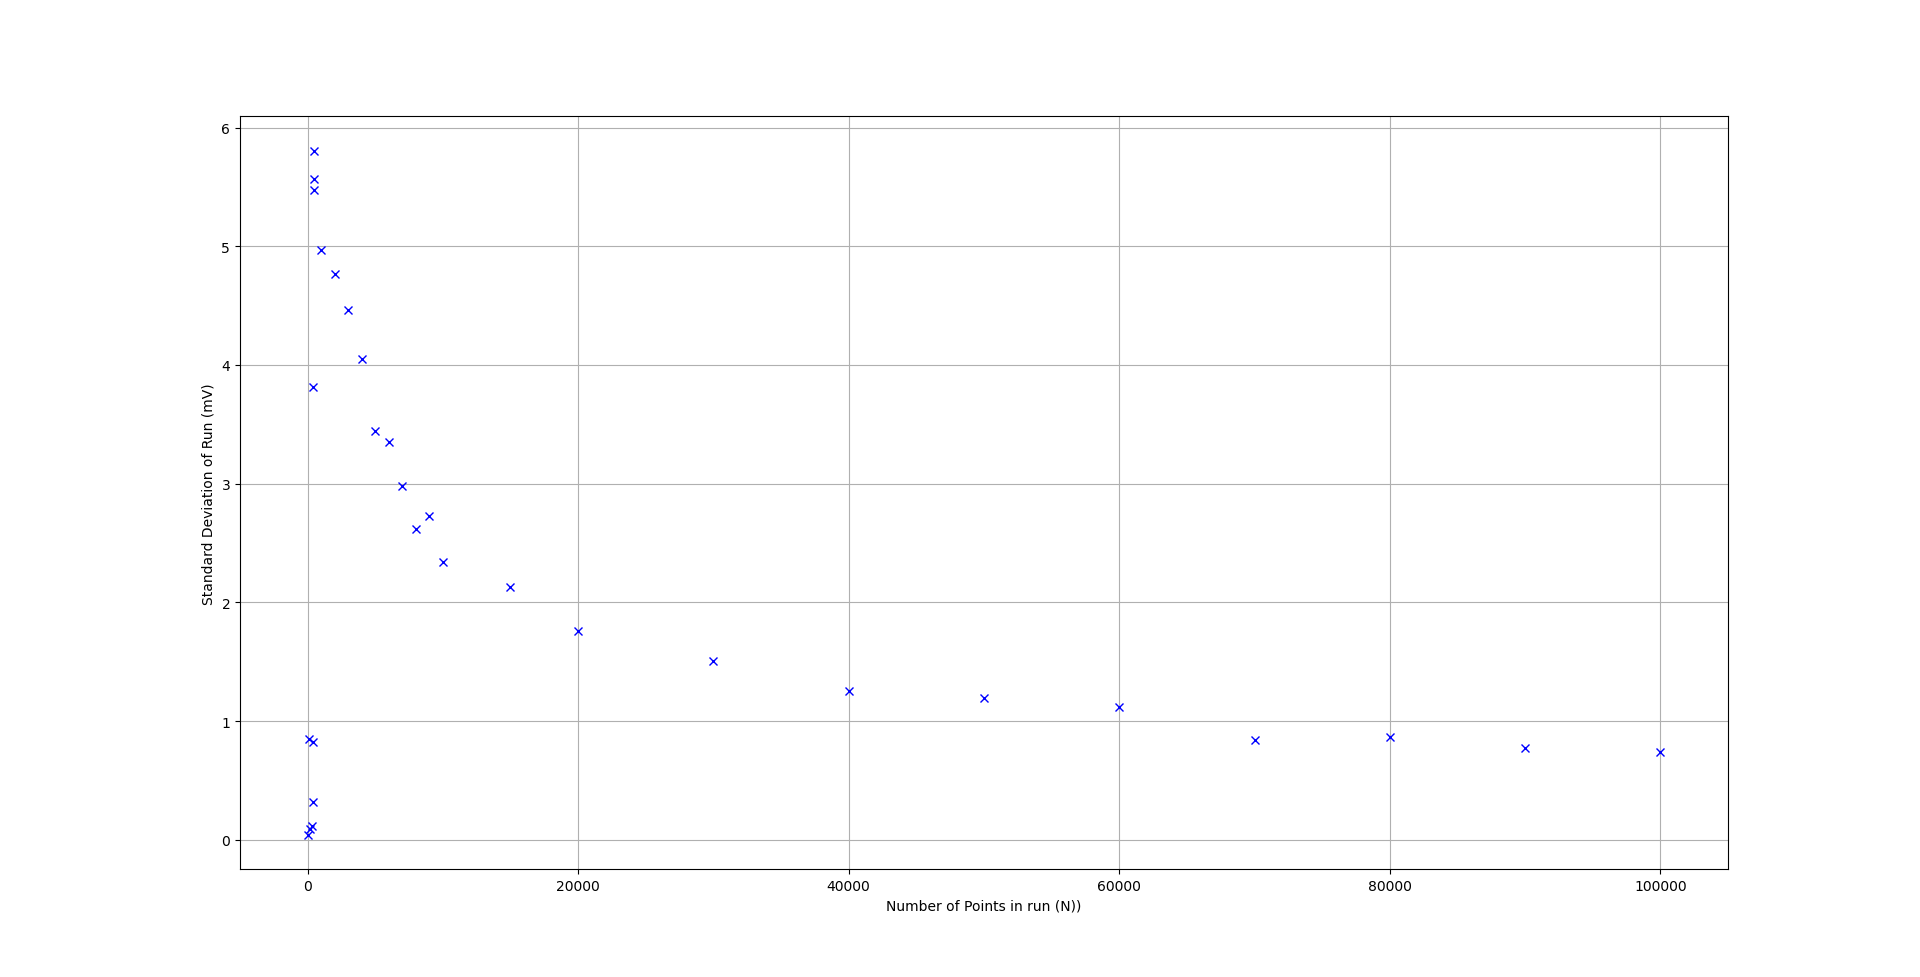 6
5
4
3
2
1
0
Standard Deviation of Run (mV)
0 20000 40000 60000 80000 100000
Number of Points in run (N))